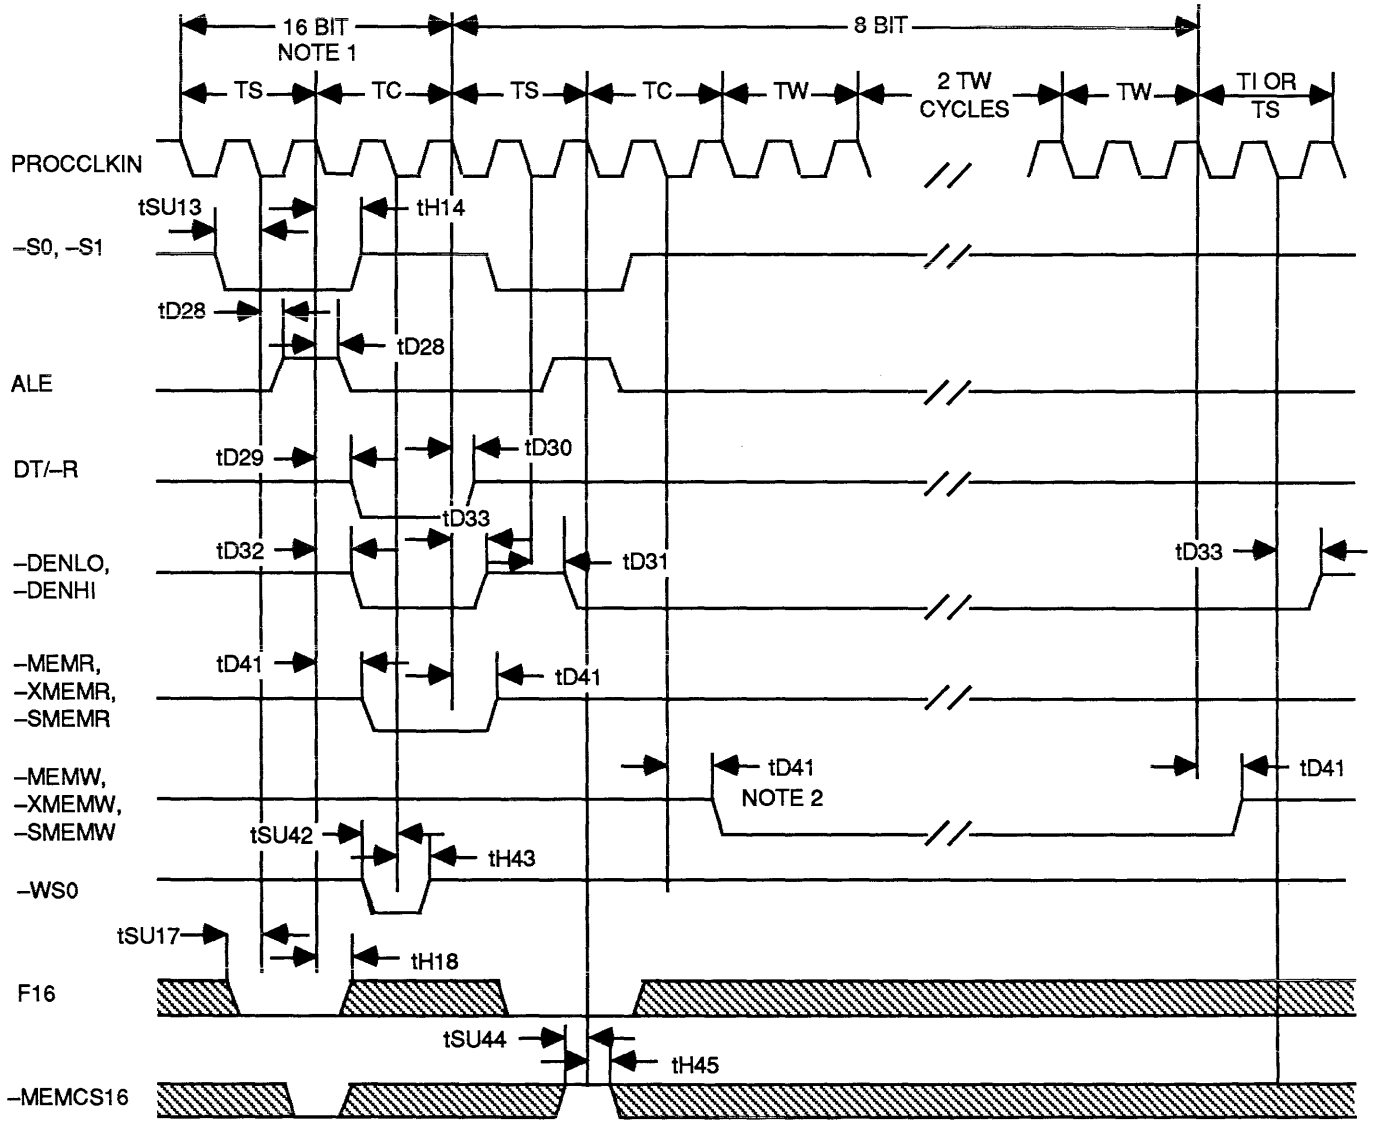 16 BIT
NOTE 1
8 BIT
TS
TC
TS
TC
TW
2 TW
CYCLES
TW
TI OR
TS
PROCCLKIN
tSU13
tH14
–S0, –S1
tD28
tD28
ALE
tD29
tD30
DT/–R
tD33
tD32
tD31
tD33
–DENLO,
–DENHI
–MEMR,
–XMEMR,
–SMEMR
tD41
tD41
–MEMW,
–XMEMW,
–SMEMW
tD41
NOTE 2
tD41
tSU42
tH43
–WS0
tSU17
tH18
F16
tSU44
tH45
–MEMCS16